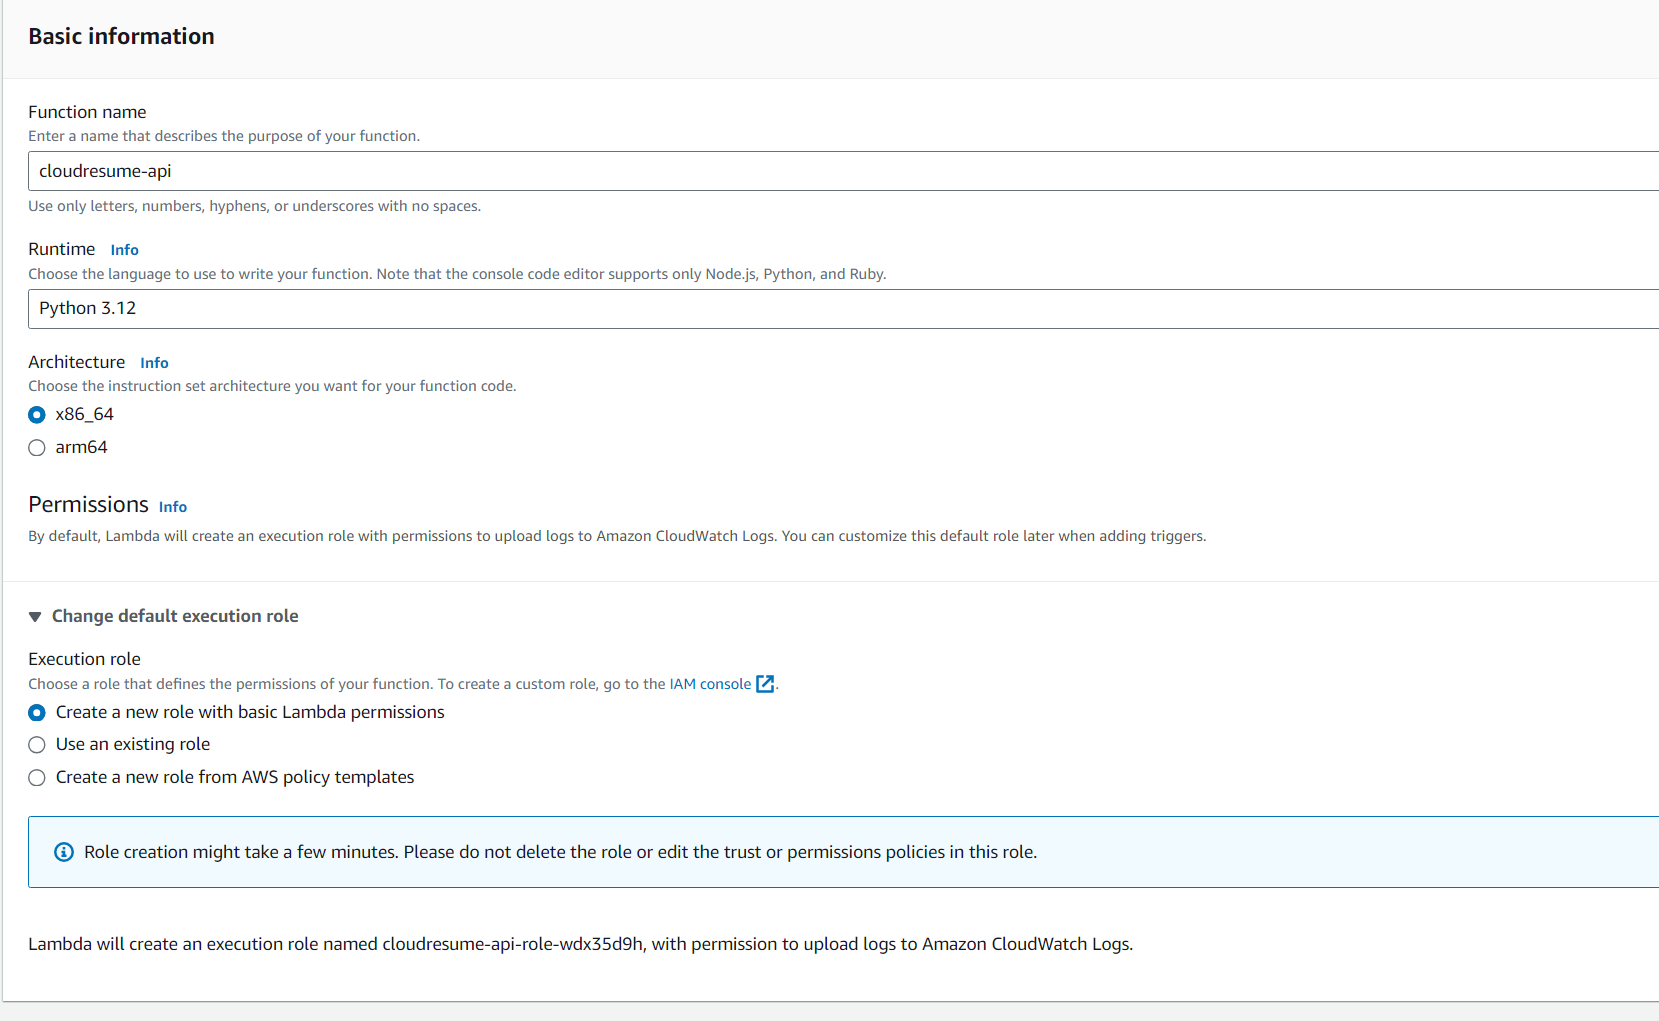 Basic information
Function name
Enter a name that describes the purpose of your function.
cloudresume-api
Use only letters, numbers, hyphens, or underscores with no spaces.
Runtime Info
Choose the language to use to write your function. Note that the console code editor supports only Node.js, Python, and Ruby.
Python 3.12
Architecture Info
Choose the instruction set architecture you want for your function code.
x86_64
arm64
Permissions Info
By default, Lambda will create an execution role with permissions to upload logs to Amazon CloudWatch Logs. You can customize this default role later when adding triggers.
Change default execution role
Execution role
Choose a role that defines the permissions of your function. To create a custom role, go to the IAM console.
Create a new role with basic Lambda permissions
Use an existing role
Create a new role from AWS policy templates
Role creation might take a few minutes. Please do not delete the role or edit the trust or permissions policies in this role.
Lambda will create an execution role named cloudresume-api-role-wdx35d9h, with permission to upload logs to Amazon CloudWatch Logs.